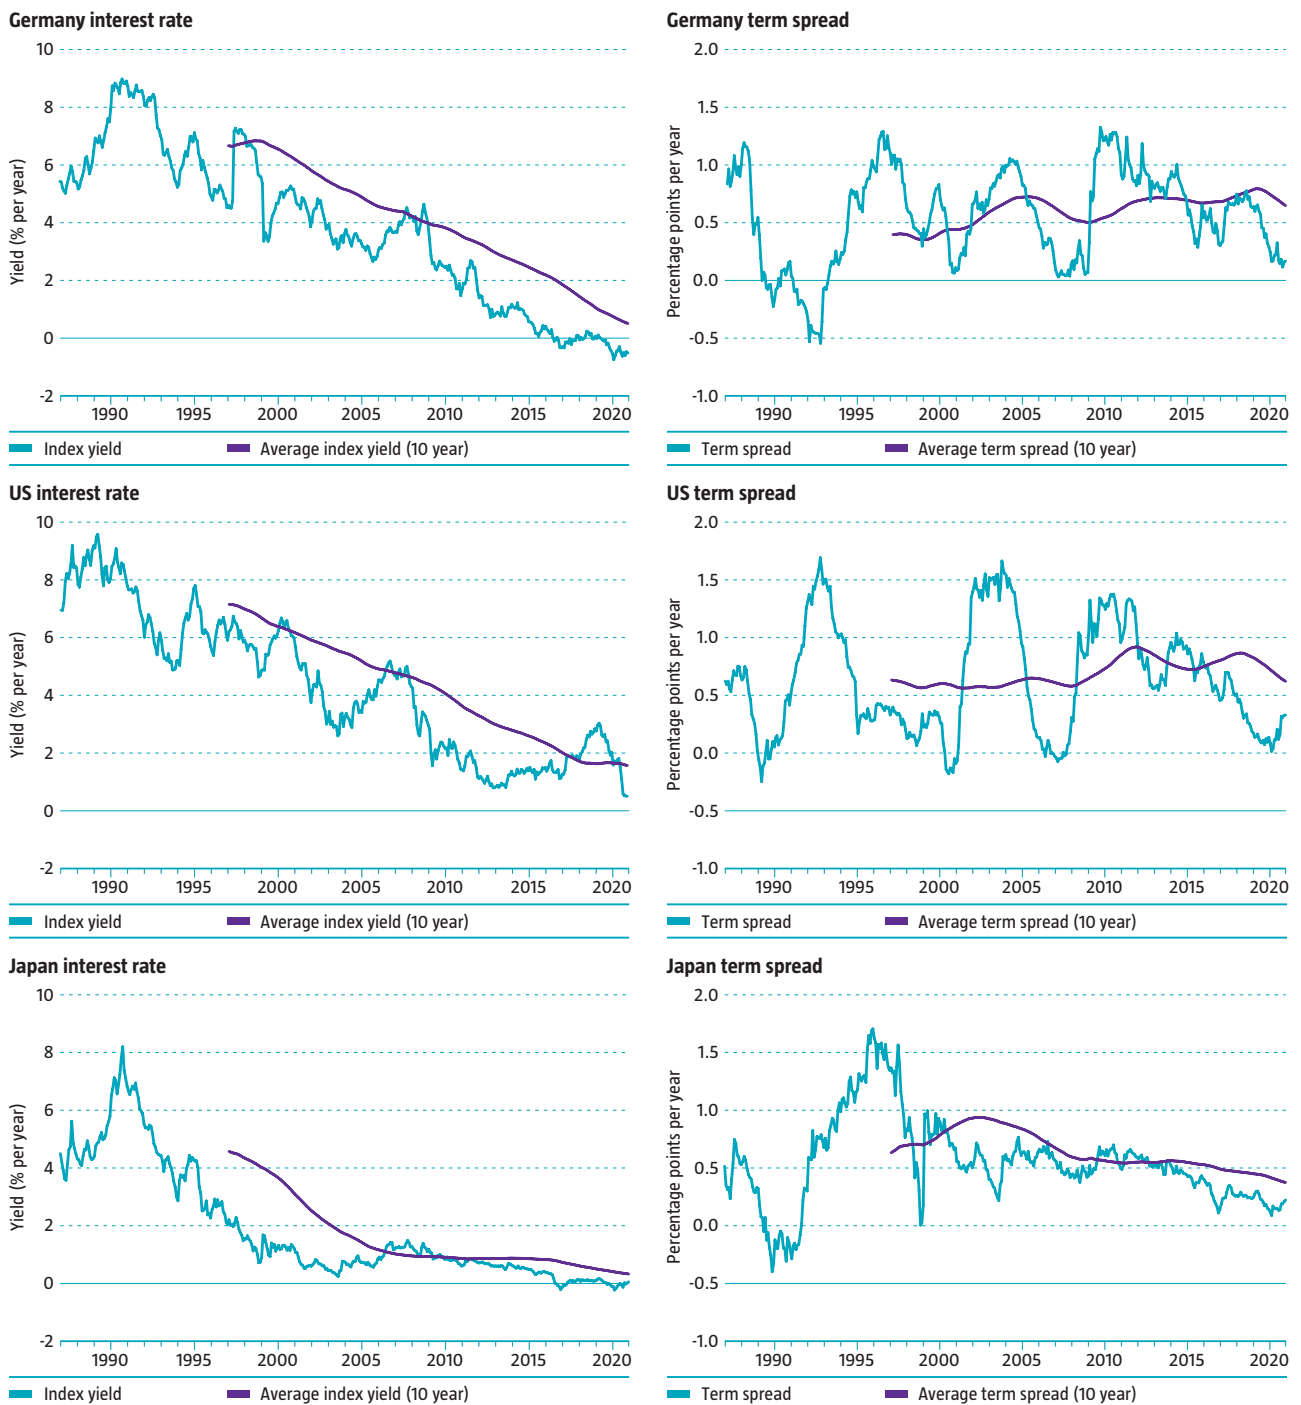 Germany interest rate
Yield (% per year)
10
8
6
4
2
0
-2
1990 1995 2000 2005 2010 2015 2020
Index yield Average index yield (10 year)
Germany term spread
Percentage points per year
2.0
1.5
1.0
0.5
0.0
-0.5
-1.0
1990 1995 2000 2005 2010 2015 2020
Term spread Average term spread (10 year)
US interest rate
Yield (% per year)
10
8
6
4
2
0
-2
1990 1995 2000 2005 2010 2015 2020
Index yield Average index yield (10 year)
US term spread
Percentage points per year
2.0
1.5
1.0
0.5
0.0
-0.5
-1.0
1990 1995 2000 2005 2010 2015 2020
Term spread Average term spread (10 year)
Japan interest rate
Yield (% per year)
10
8
6
4
2
0
-2
1990 1995 2000 2005 2010 2015 2020
Index yield Average index yield (10 year)
Japan term spread
Percentage points per year
2.0
1.5
1.0
0.5
0.0
-0.5
-1.0
1990 1995 2000 2005 2010 2015 2020
Term spread Average term spread (10 year)